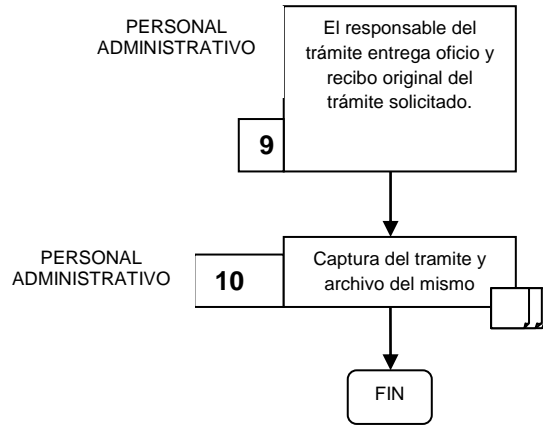 PERSONAL
ADMINISTRATIVO
El responsable del
trámite entrega oficio y
recibo original del
trámite solicitado.
9
PERSONAL
ADMINISTRATIVO
10
Captura del tramite y
archivo del mismo
FIN